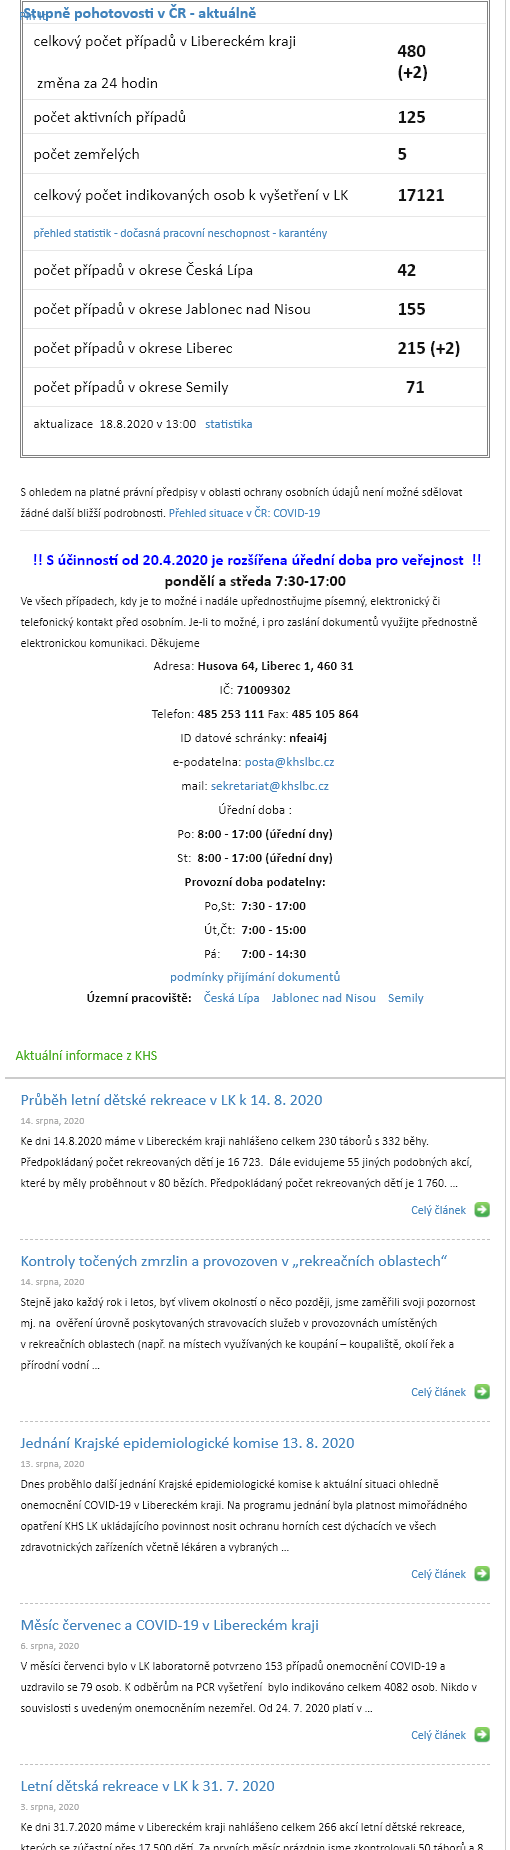 Stupně pohotovosti v ČR - aktuálně
celkový počet případů v Libereckém kraji
změna za 24 hodin
480
(+2)
počet aktivních případů 125
počet zemřelých 5
celkový počet indikovaných osob k vyšetření v LK 17121
přehled statistik - dočasná pracovní neschopnost - karantény
počet případů v okrese Česká Lípa 42
počet případů v okrese Jablonec nad Nisou 155
počet případů v okrese Liberec 215 (+2)
počet případů v okrese Semily 71
aktualizace 18.8.2020 v 13:00 statistika
S ohledem na platné právní předpisy v oblasti ochrany osobních údajů není možné sdělovat
žádné další bližší podrobnosti. Přehled situace v ČR: COVID-19
!! S účinností od 20.4.2020 je rozšířena úřední doba pro veřejnost !!
pondělí a středa 7:30-17:00
Ve všech případech, kdy je to možné i nadále upřednostňujme písemný, elektronický či
telefonický kontakt před osobním. Je-li to možné, i pro zaslání dokumentů využijte přednostně
elektronickou komunikaci. Děkujeme
Adresa: Husova 64, Liberec 1, 460 31
IČ: 71009302
Telefon: 485 253 111 Fax: 485 105 864
ID datové schránky: nfeai4j
e-podatelna: posta@khslbc.cz
mail: sekretariat@khslbc.cz
Úřední doba :
Po: 8:00 - 17:00 (úřední dny)
St: 8:00 - 17:00 (úřední dny)
Provozní doba podatelny:
Po,St: 7:30 - 17:00
Út,Čt: 7:00 - 15:00
Pá: 7:00 - 14:30
podmínky přijímání dokumentů
Územní pracoviště: Česká Lípa Jablonec nad Nisou Semily
Aktuální informace z KHS
Průběh letní dětské rekreace v LK k 14. 8. 2020
14. srpna, 2020
Ke dni 14.8.2020 máme v Libereckém kraji nahlášeno celkem 230 táborů s 332 běhy.
Předpokládaný počet rekreovaných dětí je 16 723. Dále evidujeme 55 jiných podobných akcí,
které by měly proběhnout v 80 bězích. Předpokládaný počet rekreovaných dětí je 1 760. ...
Celý článek
Kontroly točených zmrzlin a provozoven v „rekreačních oblastech“
14. srpna, 2020
Stejně jako každý rok i letos, byť vlivem okolností o něco později, jsme zaměřili svoji pozornost
mj. na ověření úrovně poskytovaných stravovacích služeb v provozovnách umístěných
v rekreačních oblastech (např. na místech využívaných ke koupání – koupaliště, okolí řek a
přírodní vodní ...
Celý článek
Jednání Krajské epidemiologické komise 13. 8. 2020
13. srpna, 2020
Dnes proběhlo další jednání Krajské epidemiologické komise k aktuální situaci ohledně
onemocnění COVID-19 v Libereckém kraji. Na programu jednání byla platnost mimořádného
opatření KHS LK ukládajícího povinnost nosit ochranu horních cest dýchacích ve všech
zdravotnických zařízeních včetně lékáren a vybraných ...
Celý článek
Měsíc červenec a COVID-19 v Libereckém kraji
6. srpna, 2020
V měsíci červenci bylo v LK laboratorně potvrzeno 153 případů onemocnění COVID-19 a
uzdravilo se 79 osob. K odběrům na PCR vyšetření bylo indikováno celkem 4082 osob. Nikdo v
souvislosti s uvedeným onemocněním nezemřel. Od 24. 7. 2020 platí v ...
Celý článek
Letní dětská rekreace v LK k 31. 7. 2020
3. srpna, 2020
Ke dni 31.7.2020 máme v Libereckém kraji nahlášeno celkem 266 akcí letní dětské rekreace,
kterých se zúčastní přes 17 500 dětí. Za prvních měsíc prázdnin jsme zkontrolovali 50 táborů a 8